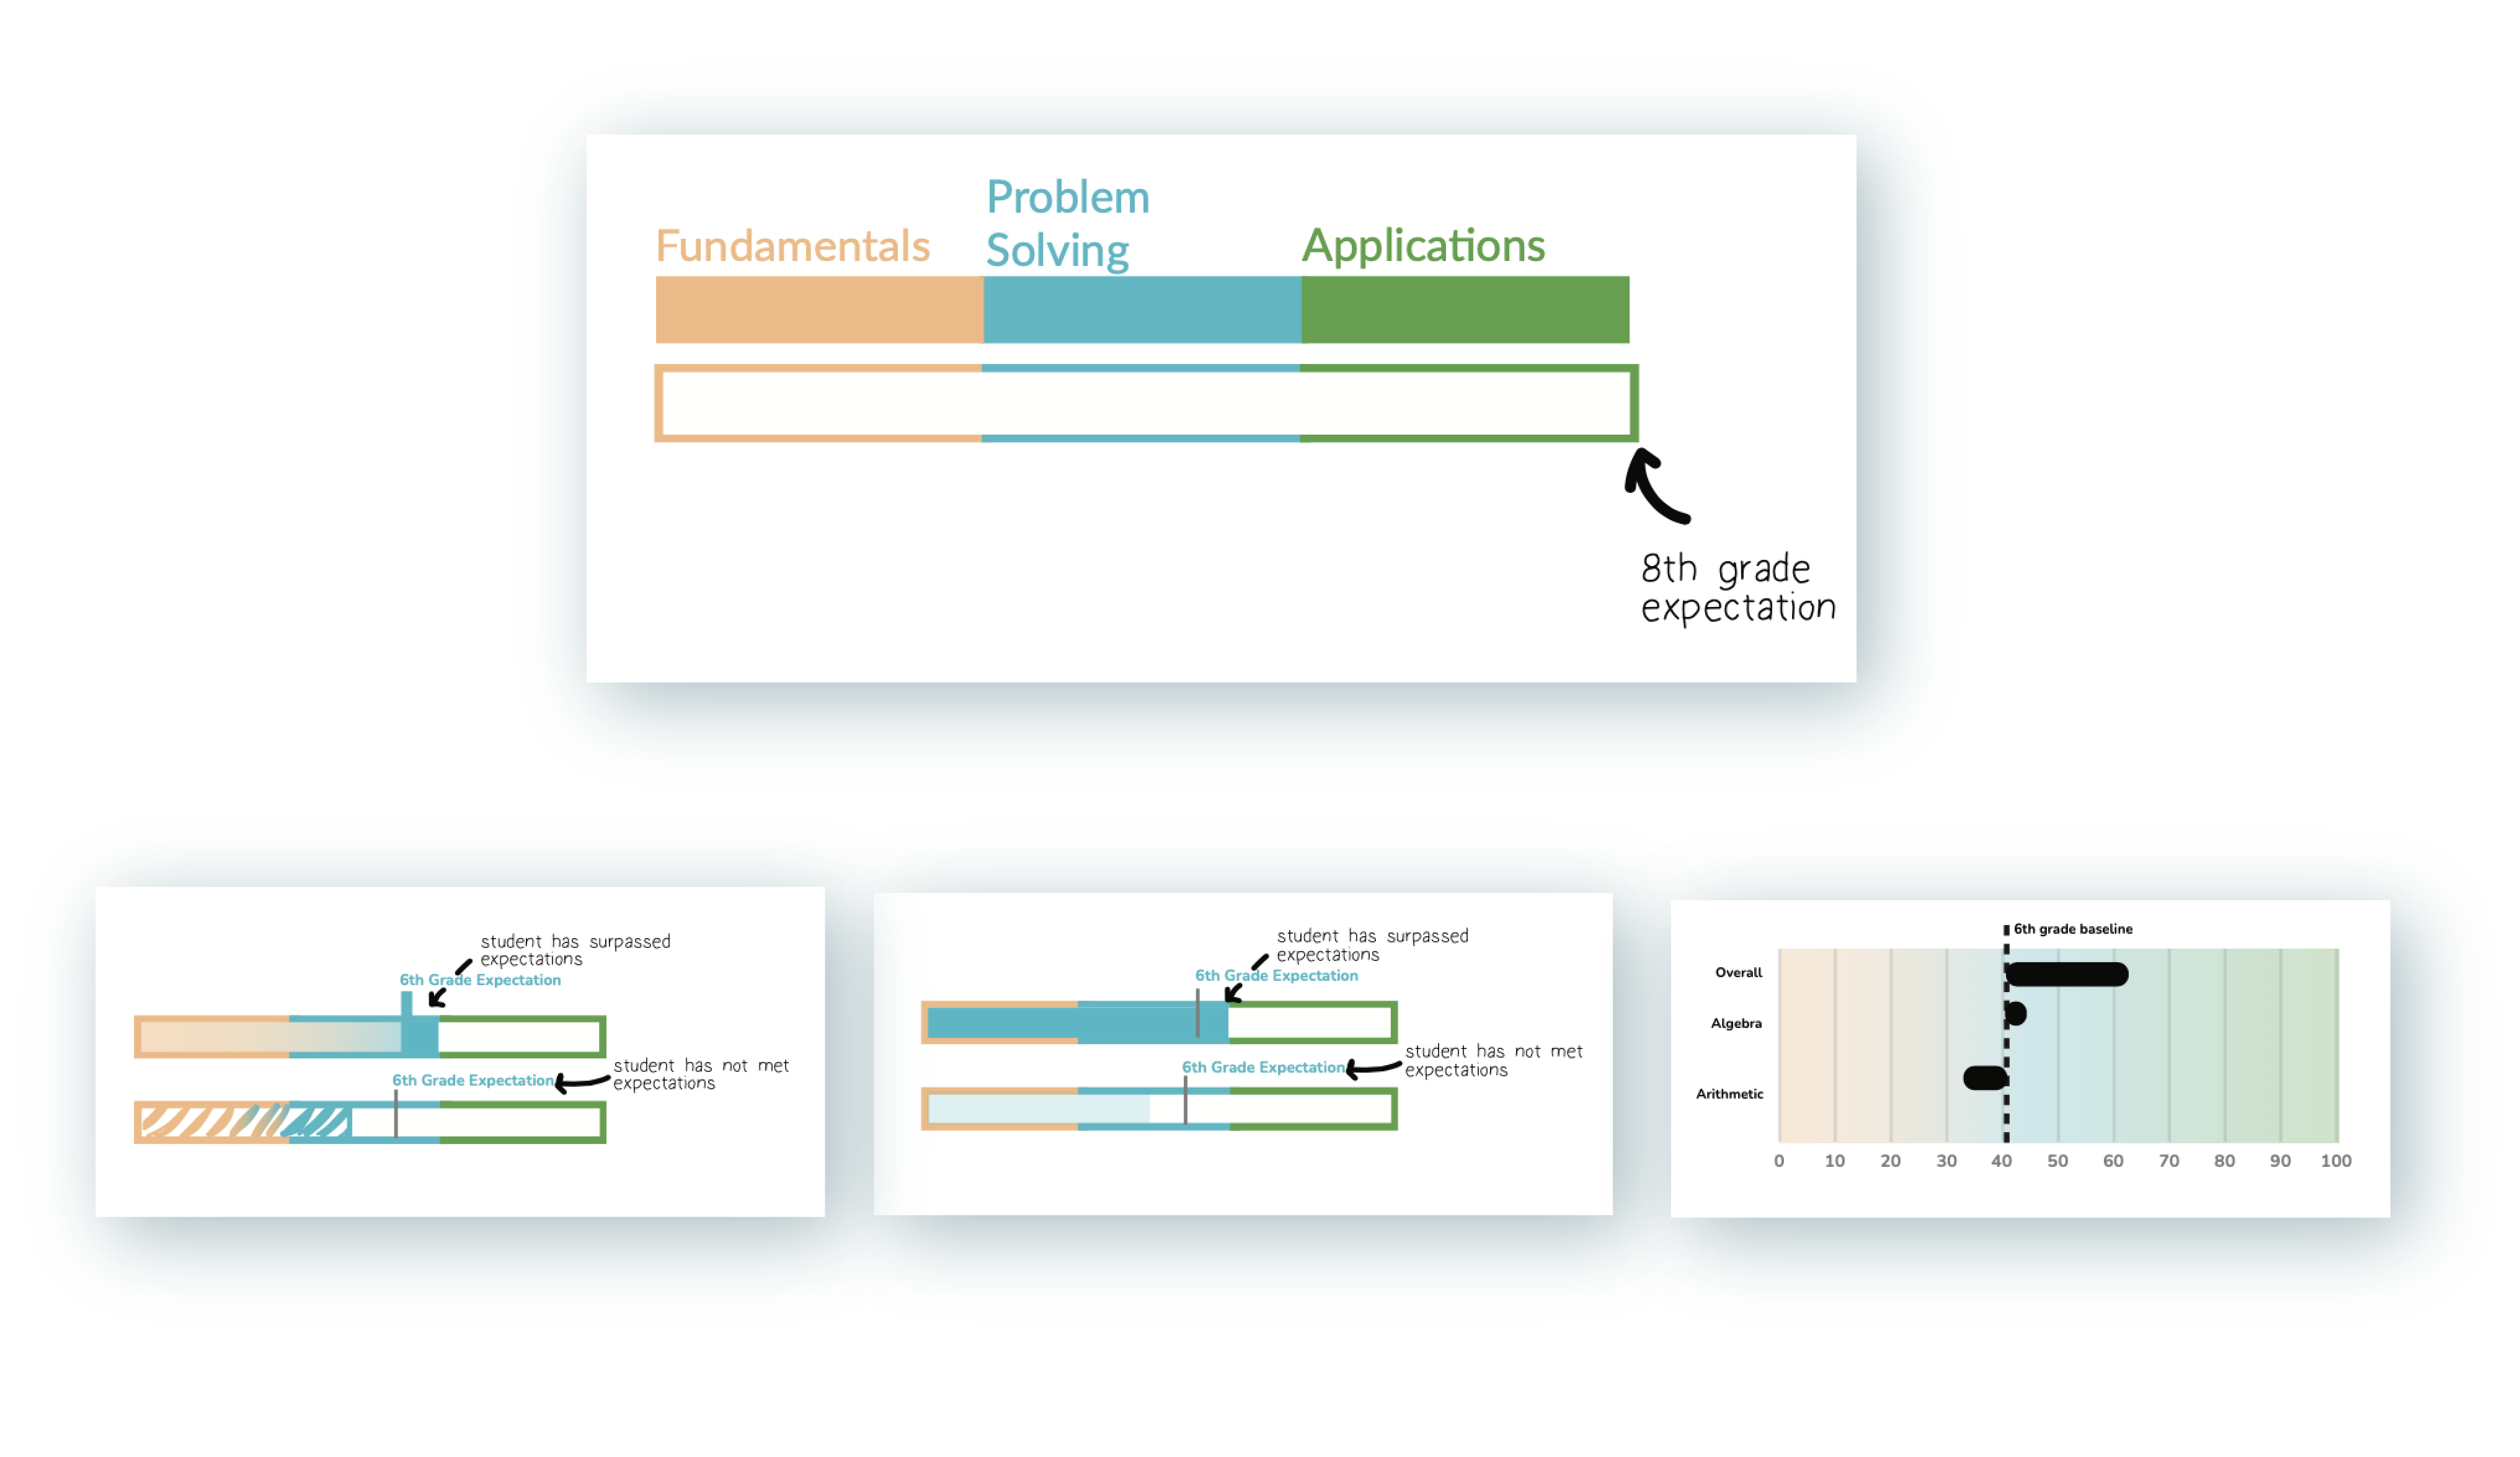 Problem
Solving
Fundamentals
Applications
8th grade
expectation
student has surpassed
expectations
6th Grade Expectation
student has not met
expectations
6th Grade Expectation
student has surpassed
expectations
6th Grade Expectation
student has not met
expectations
6th Grade Expectation
6th grade baseline
Overall
Algebra
Arithmetic
0 10 20 30 40 50 60 70 80 90 100